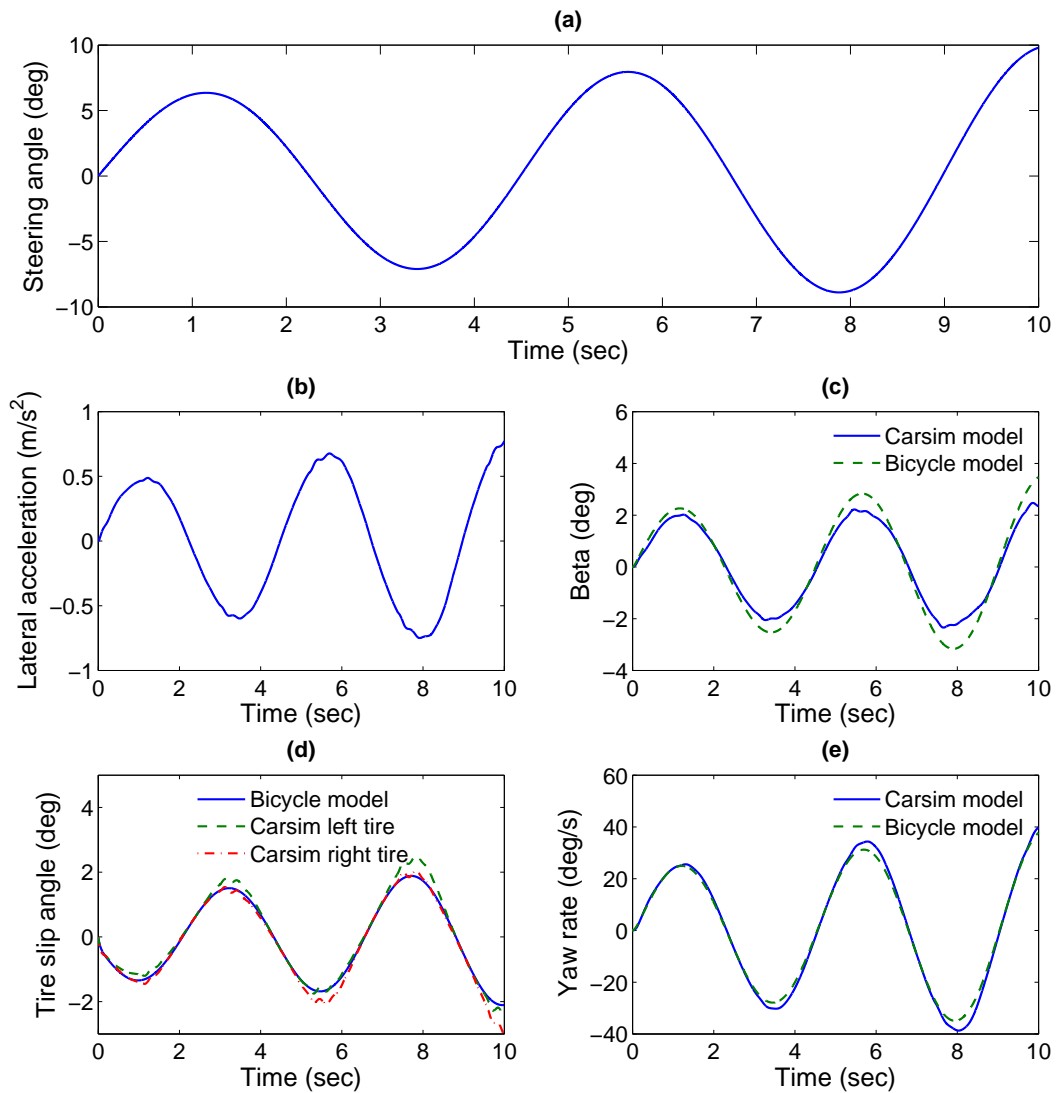 (a)
Steering angle (deg)
10
5
0
−5
−10
0 1 2 3 4 5 6 7 8 9 10
Time (sec)
(b)
Lateral acceleration (m/s²)
1
0.5
0
−0.5
−1
0 2 4 6 8 10
Time (sec)
(c)
Beta (deg)
6
4
2
0
−2
−4
Carsim model
Bicycle model
0 2 4 6 8 10
Time (sec)
(d)
Tire slip angle (deg)
4
2
0
−2
Bicycle model
Carsim left tire
Carsim right tire
0 2 4 6 8 10
Time (sec)
(e)
Yaw rate (deg/s)
60
40
20
0
−20
−40
Carsim model
Bicycle model
0 2 4 6 8 10
Time (sec)